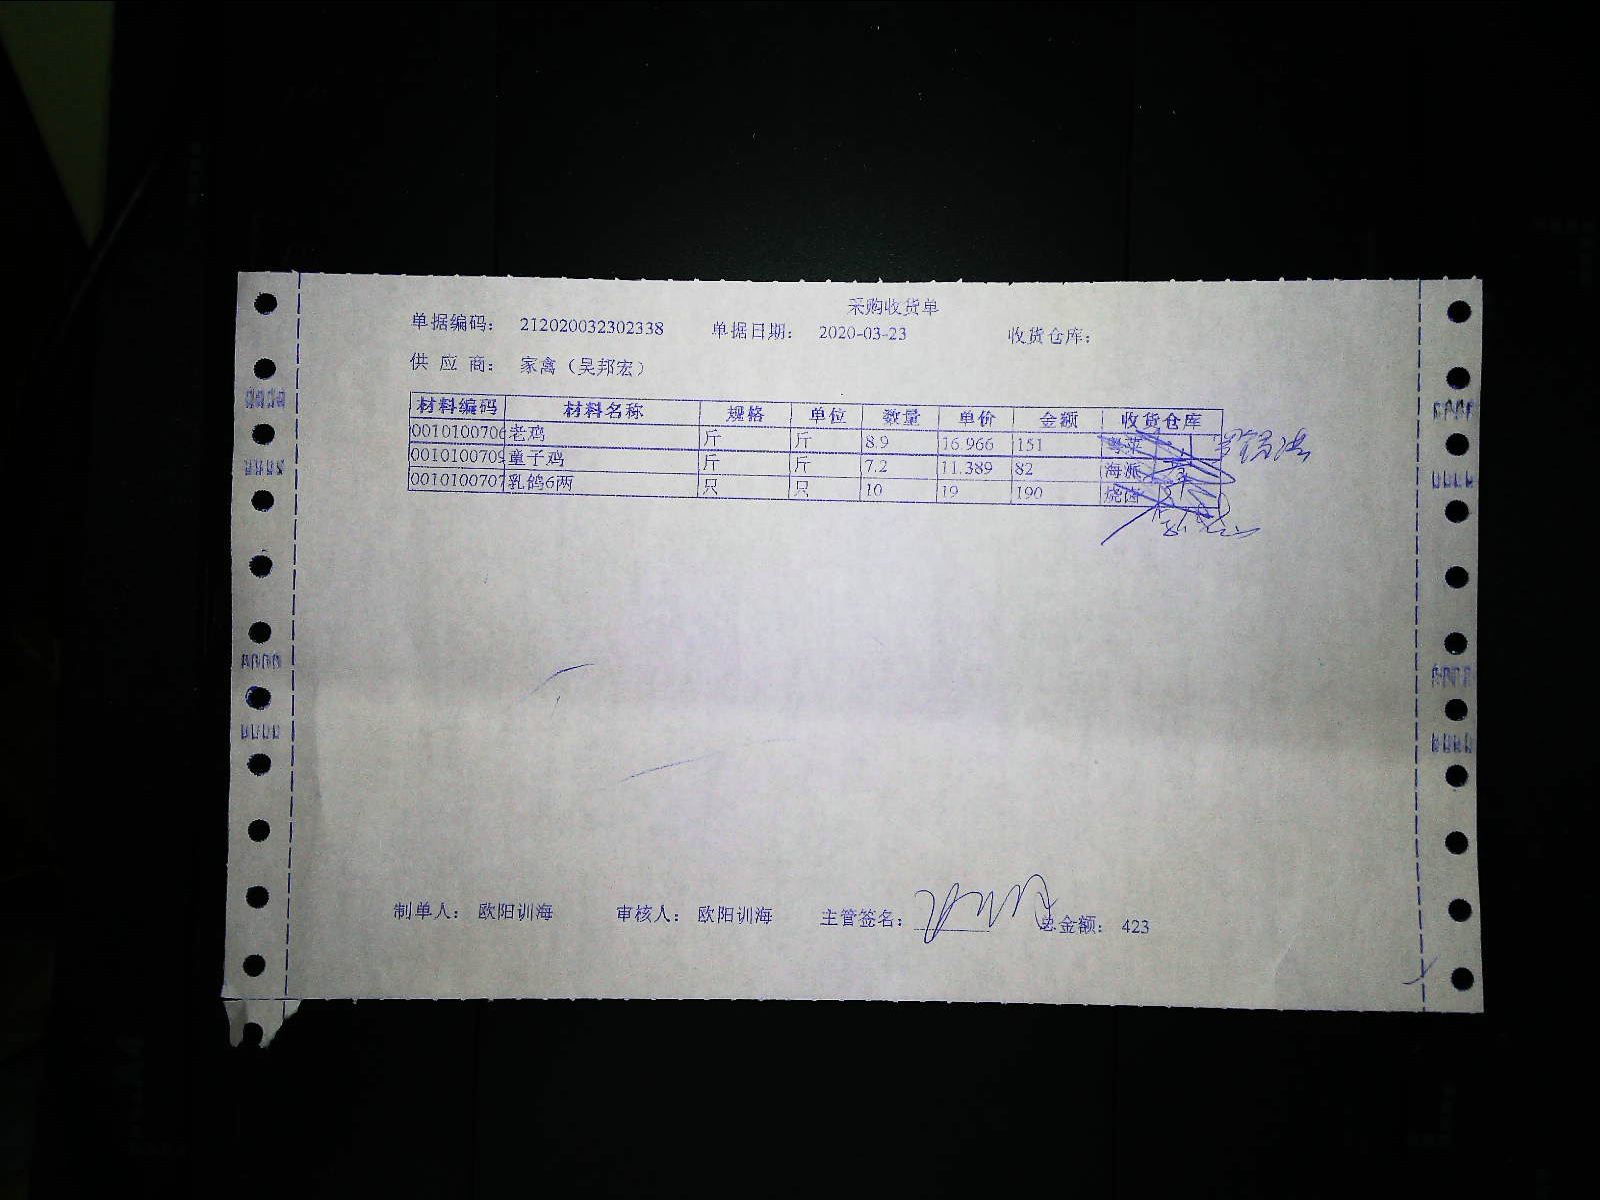 采购收货单
单据编码： 212020032302338 单据日期： 2020-03-23 收货仓库：
供 应 商： 家禽（吴邦宏）
材料编码 材料名称 规格 单位 数量 单价 金额 收货仓库
0010100706 老鸡 斤 斤 8.9 16.966 151 粤菜
0010100709 童子鸡 斤 斤 7.2 11.389 82 海派
0010100707 乳鸽6两 只 只 10 19 190 烧卤
制单人： 欧阳训海 审核人： 欧阳训海 主管签名： 总金额： 423